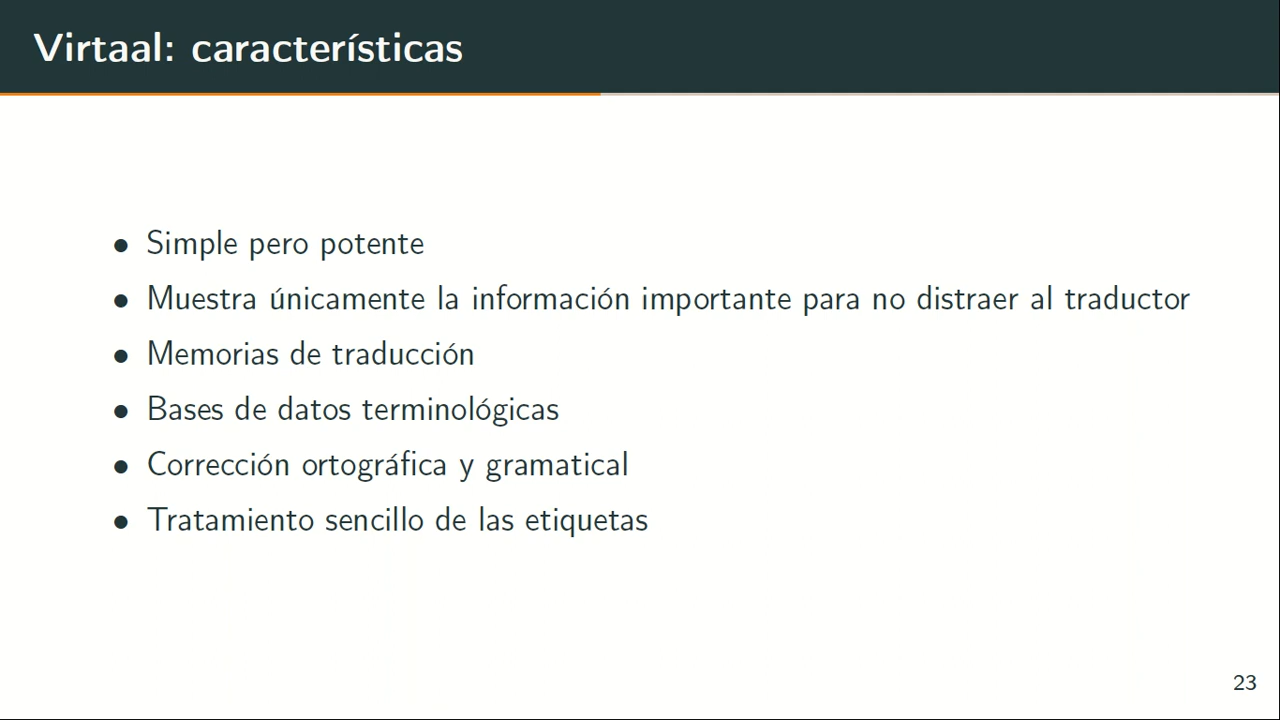 Virtaal: características
• Simple pero potente
• Muestra únicamente la información importante para no distraer al traductor
• Memorias de traducción
• Bases de datos terminológicas
• Corrección ortográfica y gramatical
• Tratamiento sencillo de las etiquetas
23